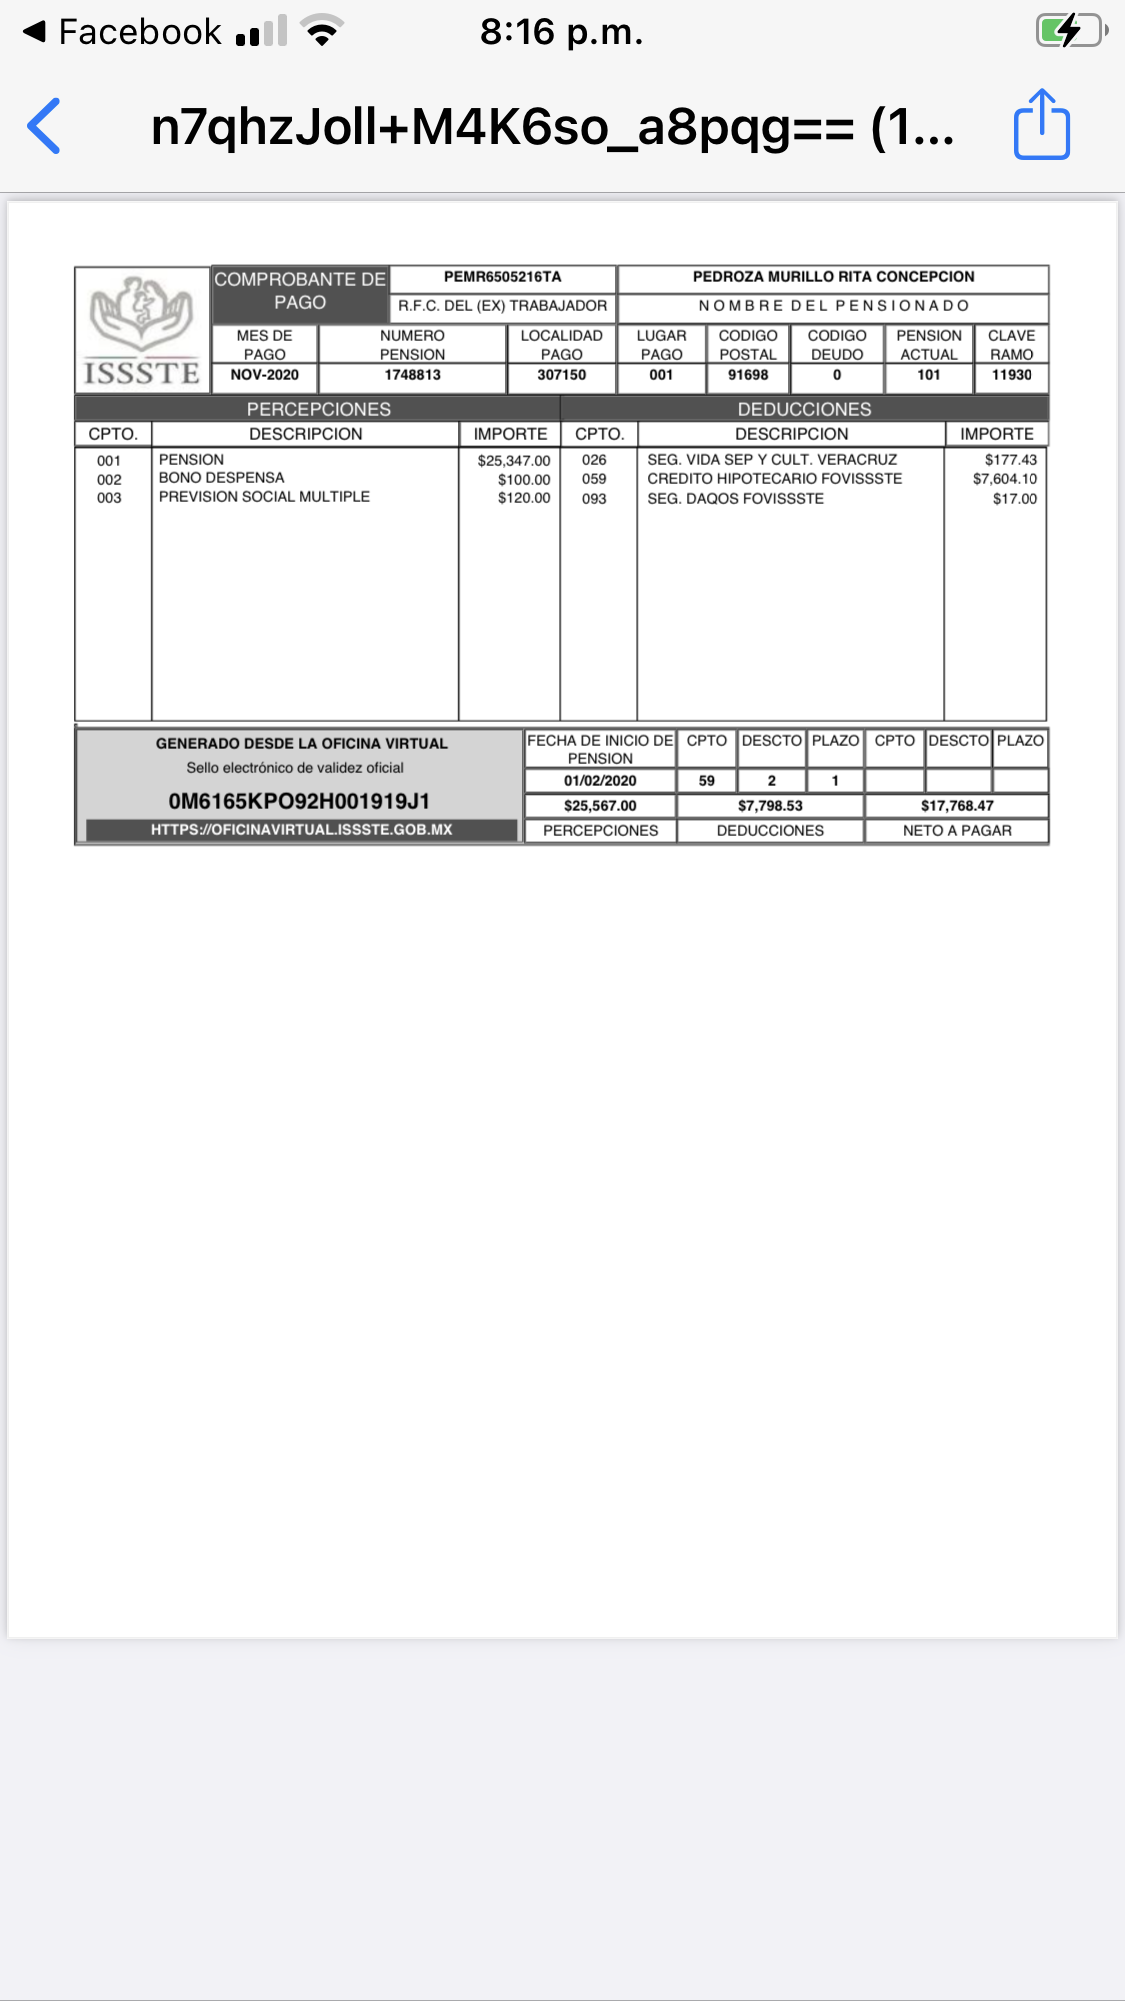 ◀ Facebook 8:16 p.m.
n7qhzJoll+M4K6so_a8pqg== (1...
ISSSTE
COMPROBANTE DE PAGO
PEMR6505216TA PEDROZA MURILLO RITA CONCEPCION
R.F.C. DEL (EX) TRABAJADOR NOMBRE DEL PENSIONADO
MES DE PAGO NUMERO PENSION LOCALIDAD PAGO LUGAR PAGO CODIGO POSTAL CODIGO DEUDO PENSION ACTUAL CLAVE RAMO
NOV-2020 1748813 307150 001 91698 0 101 11930
PERCEPCIONES DEDUCCIONES
CPTO. DESCRIPCION IMPORTE CPTO. DESCRIPCION IMPORTE
001 PENSION $25,347.00 026 SEG. VIDA SEP Y CULT. VERACRUZ $177.43
002 BONO DESPENSA $100.00 059 CREDITO HIPOTECARIO FOVISSSTE $7,604.10
003 PREVISION SOCIAL MULTIPLE $120.00 093 SEG. DAQOS FOVISSSTE $17.00
GENERADO DESDE LA OFICINA VIRTUAL
Sello electrónico de validez oficial
0M6165KPO92H001919J1
HTTPS://OFICINAVIRTUAL.ISSSTE.GOB.MX
FECHA DE INICIO DE PENSION CPTO DESCTO PLAZO CPTO DESCTO PLAZO
01/02/2020 59 2 1
$25,567.00 $7,798.53 $17,768.47
PERCEPCIONES DEDUCCIONES NETO A PAGAR